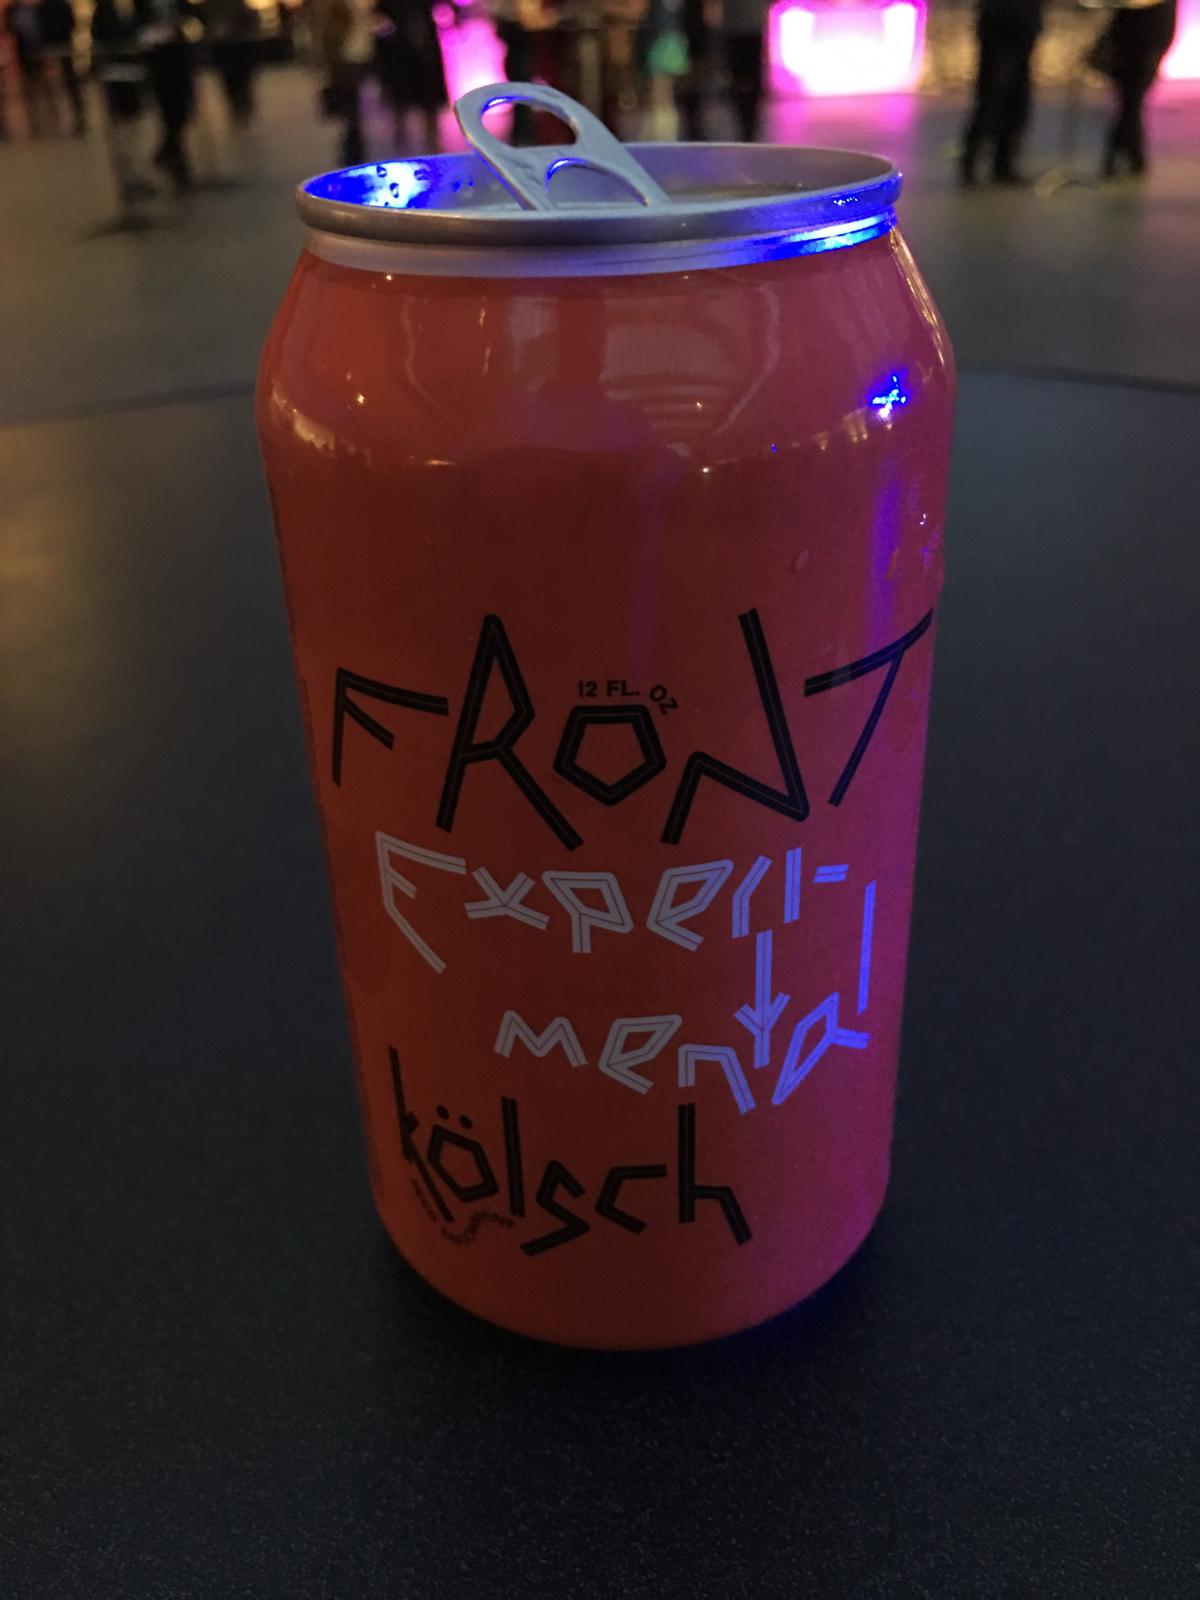 FRONT
12 FL. OZ
Experi-
mental
kölsch